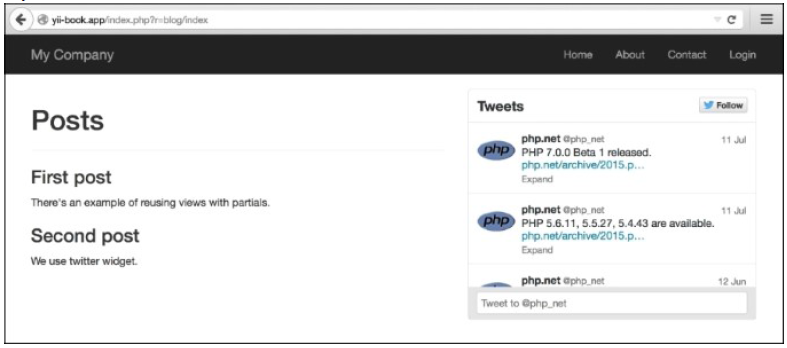 yii-book.app/index.php?r=blog/index
My Company
Home About Contact Login
Posts
First post
There's an example of reusing views with partials.
Second post
We use twitter widget.
Tweets
Follow
php
php.net @php_net 11 Jul
PHP 7.0.0 Beta 1 released.
php.net/archive/2015.p...
Expand
php
php.net @php_net 11 Jul
PHP 5.6.11, 5.5.27, 5.4.43 are available.
php.net/archive/2015.p...
Expand
php.net @php_net 12 Jun
Tweet to @php_net